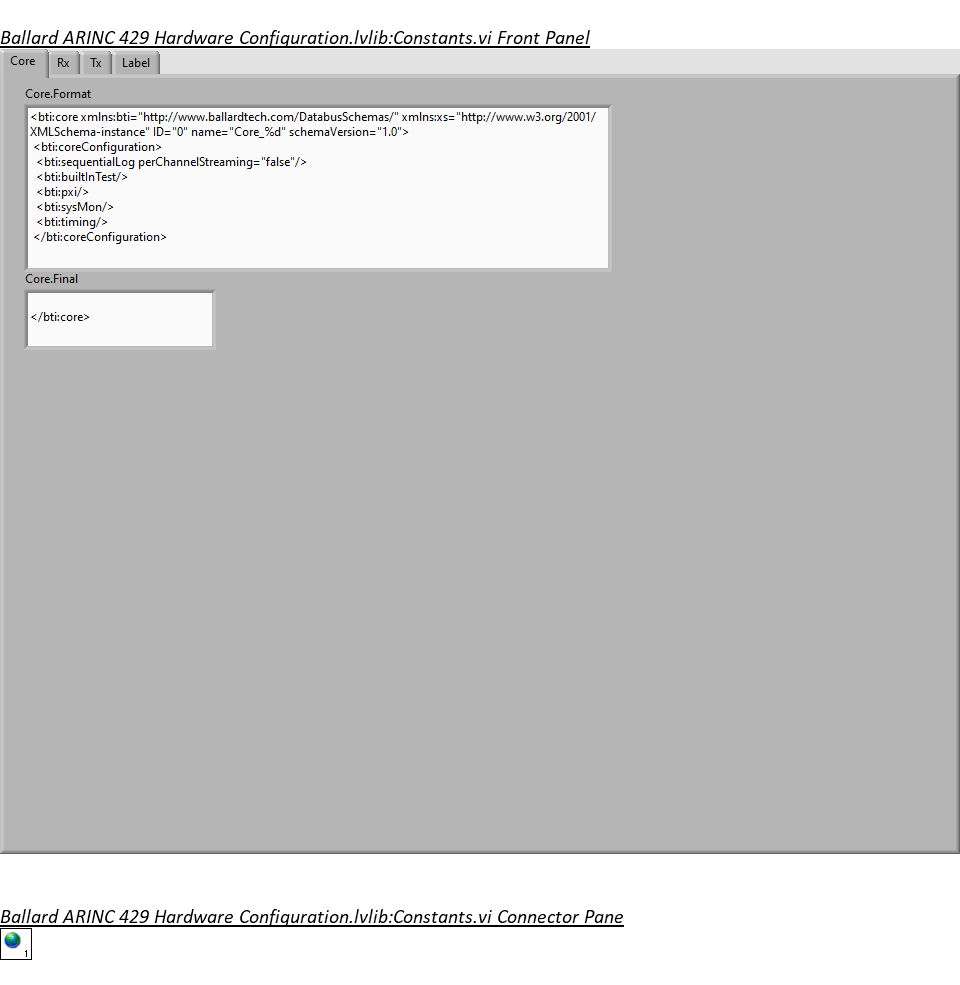 Ballard ARINC 429 Hardware Configuration.lvlib:Constants.vi Front Panel
Core Rx Tx Label
Core.Format
<bti:core xmlns:bti="http://www.ballardtech.com/DatabusSchemas/" xmlns:xs="http://www.w3.org/2001/
XMLSchema-instance" ID="0" name="Core_%d" schemaVersion="1.0">
<bti:coreConfiguration>
<bti:sequentialLog perChannelStreaming="false"/>
<bti:builtInTest/>
<bti:pxi/>
<bti:sysMon/>
<bti:timing/>
</bti:coreConfiguration>
Core.Final
</bti:core>
Ballard ARINC 429 Hardware Configuration.lvlib:Constants.vi Connector Pane
1